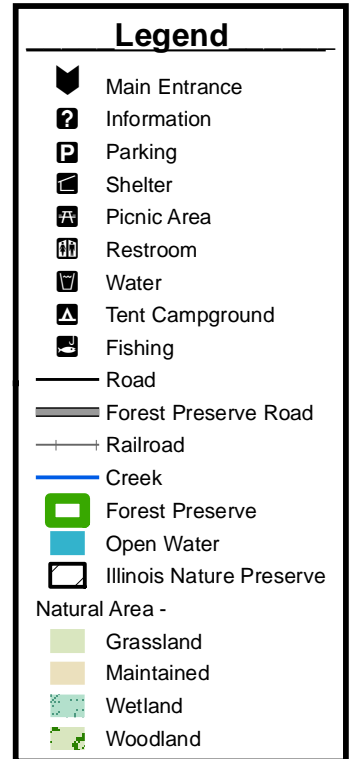 Legend
Main Entrance
? Information
P Parking
Shelter
Picnic Area
Restroom
Water
Tent Campground
Fishing
Road
Forest Preserve Road
Railroad
Creek
Forest Preserve
Open Water
Illinois Nature Preserve
Natural Area -
Grassland
Maintained
Wetland
Woodland